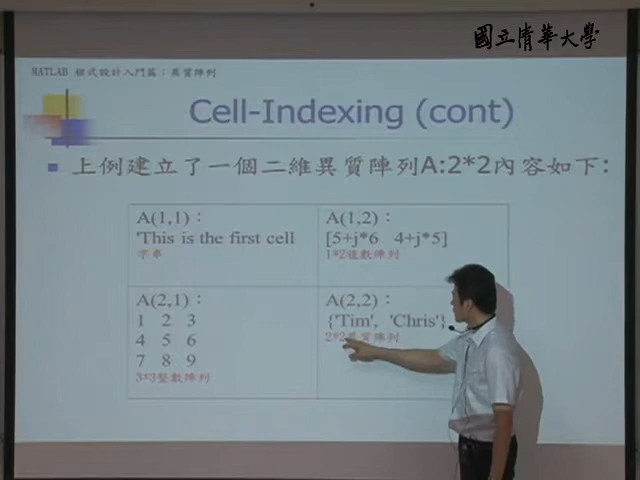 國立清華大學
MATLAB 程式設計入門篇：異質陣列
Cell-Indexing (cont)
上例建立了一個二維異質陣列A:2*2內容如下:
A(1,1)：
'This is the first cell
字串
A(1,2)：
[5+j*6 4+j*5]
1*2複數陣列
A(2,1)：
1 2 3
4 5 6
7 8 9
3*3整數陣列
A(2,2)：
{'Tim', 'Chris'}
2*2異質陣列